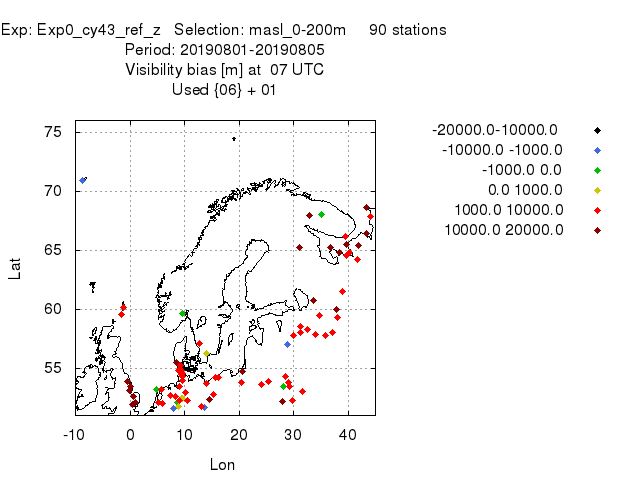 Exp: Exp0_cy43_ref_z   Selection: masl_0-200m     90 stations
Period: 20190801-20190805
Visibility bias [m] at  07 UTC
Used {06} + 01
-20000.0-10000.0
-10000.0 -1000.0
-1000.0 0.0
0.0 1000.0
1000.0 10000.0
10000.0 20000.0
75
70
65
60
55
Lat
-10 0 10 20 30 40
Lon